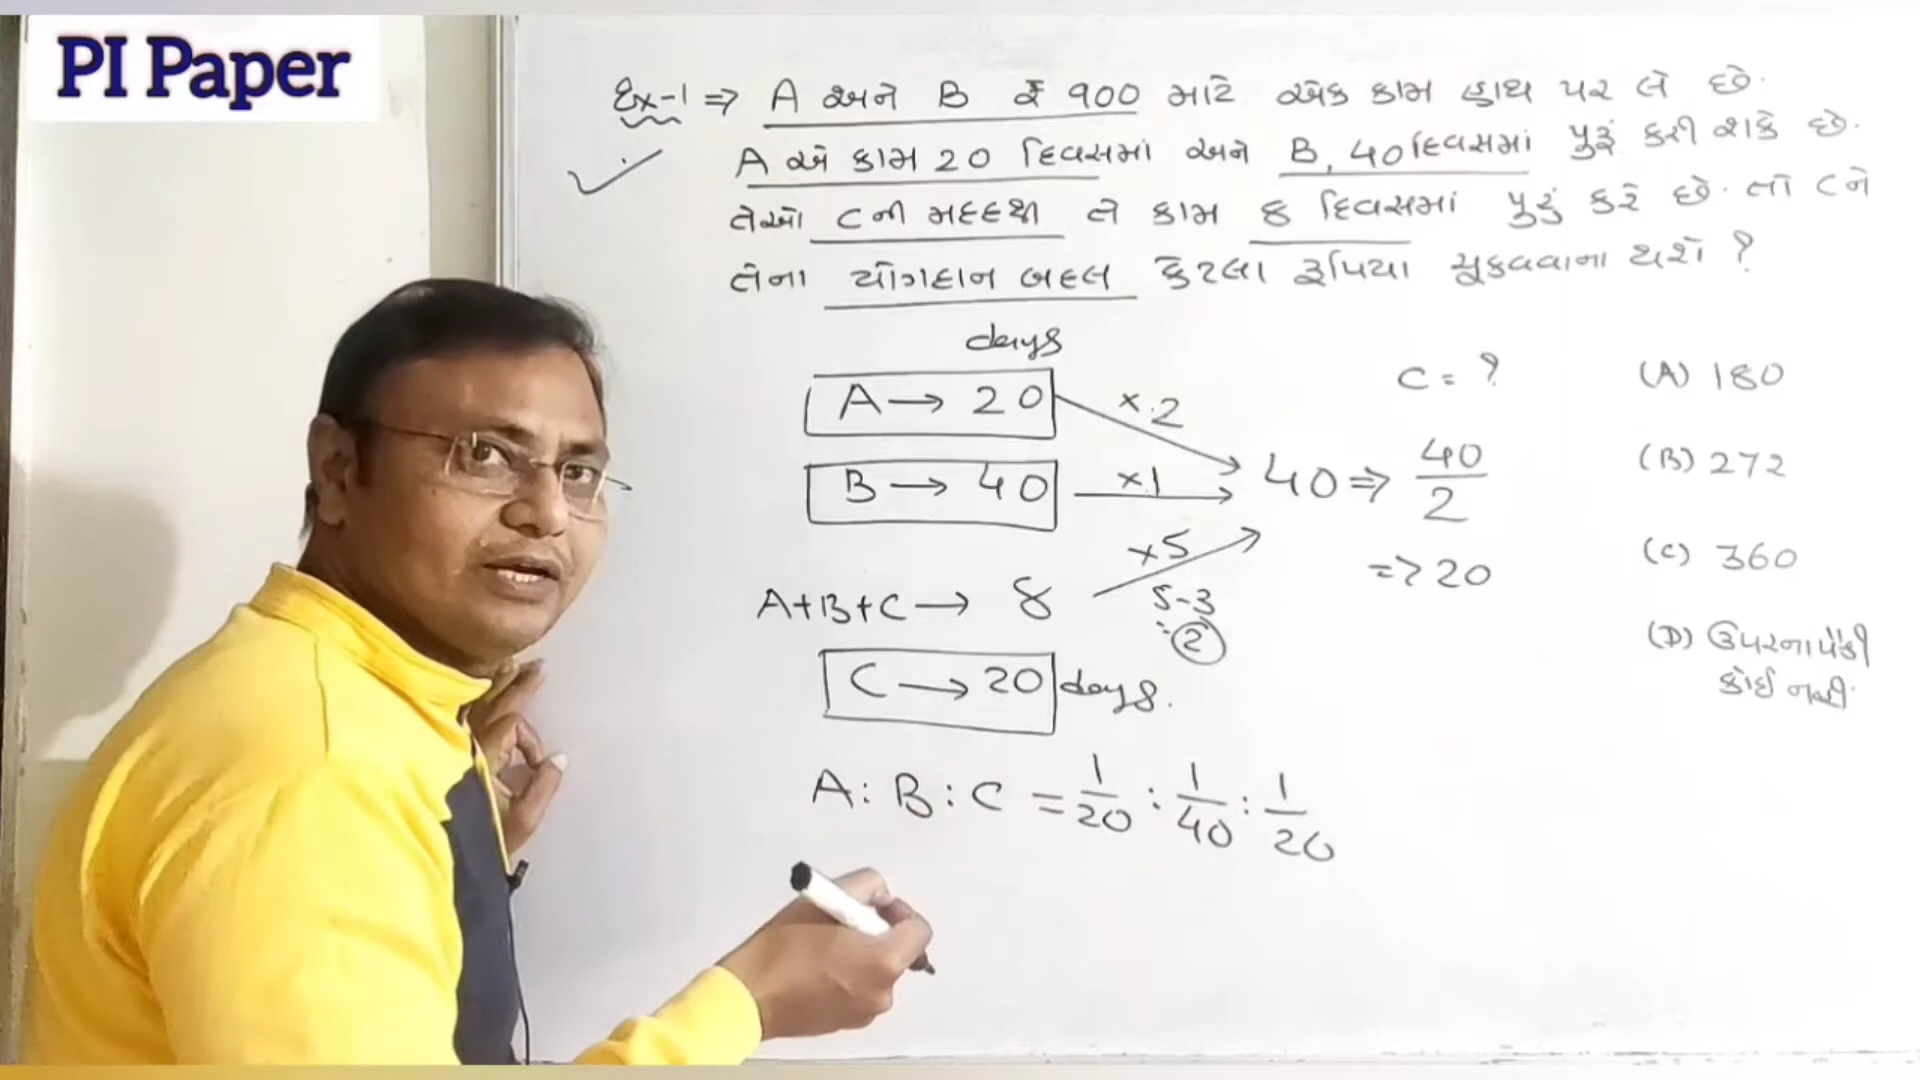 PI Paper
Ex-1 ⇒ A અને B ₹ 900 માટે એક કામ હાથ પર લે છે.
A એ કામ 20 દિવસમાં અને B, 40 દિવસમાં પુરૂં કરી શકે છે.
તેઓ C ની મદદથી તે કામ 8 દિવસમાં પુરું કરે છે. તો C ને
તેના યોગદાન બદલ કેટલા રૂપિયા ચૂકવવાના થશે ?
days
A → 20
×2
B → 40
×1
40 ⇒ 40/2
⇒ 20
A+B+C → 8
×5
5-3
2
C → 20 days.
A : B : C = 1/20 : 1/40 : 1/20
C = ?
(A) 180
(B) 272
(C) 360
(D) ઉપરના પૈકી
કોઈ નથી.